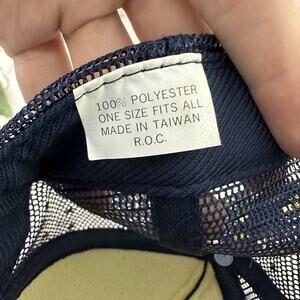 100% POLYESTER
ONE SIZE FITS ALL
MADE IN TAIWAN
R.O.C.